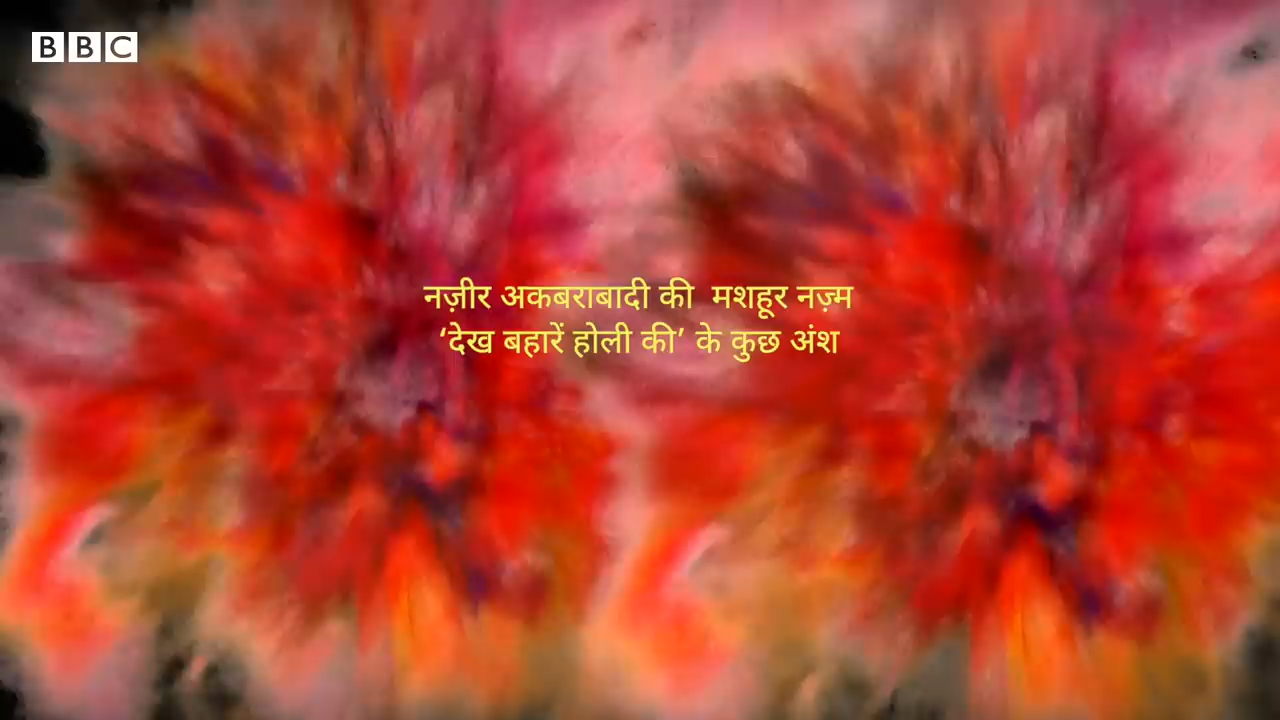 BBC
नज़ीर अकबराबादी की मशहूर नज़्म
‘देख बहारें होली की’ के कुछ अंश